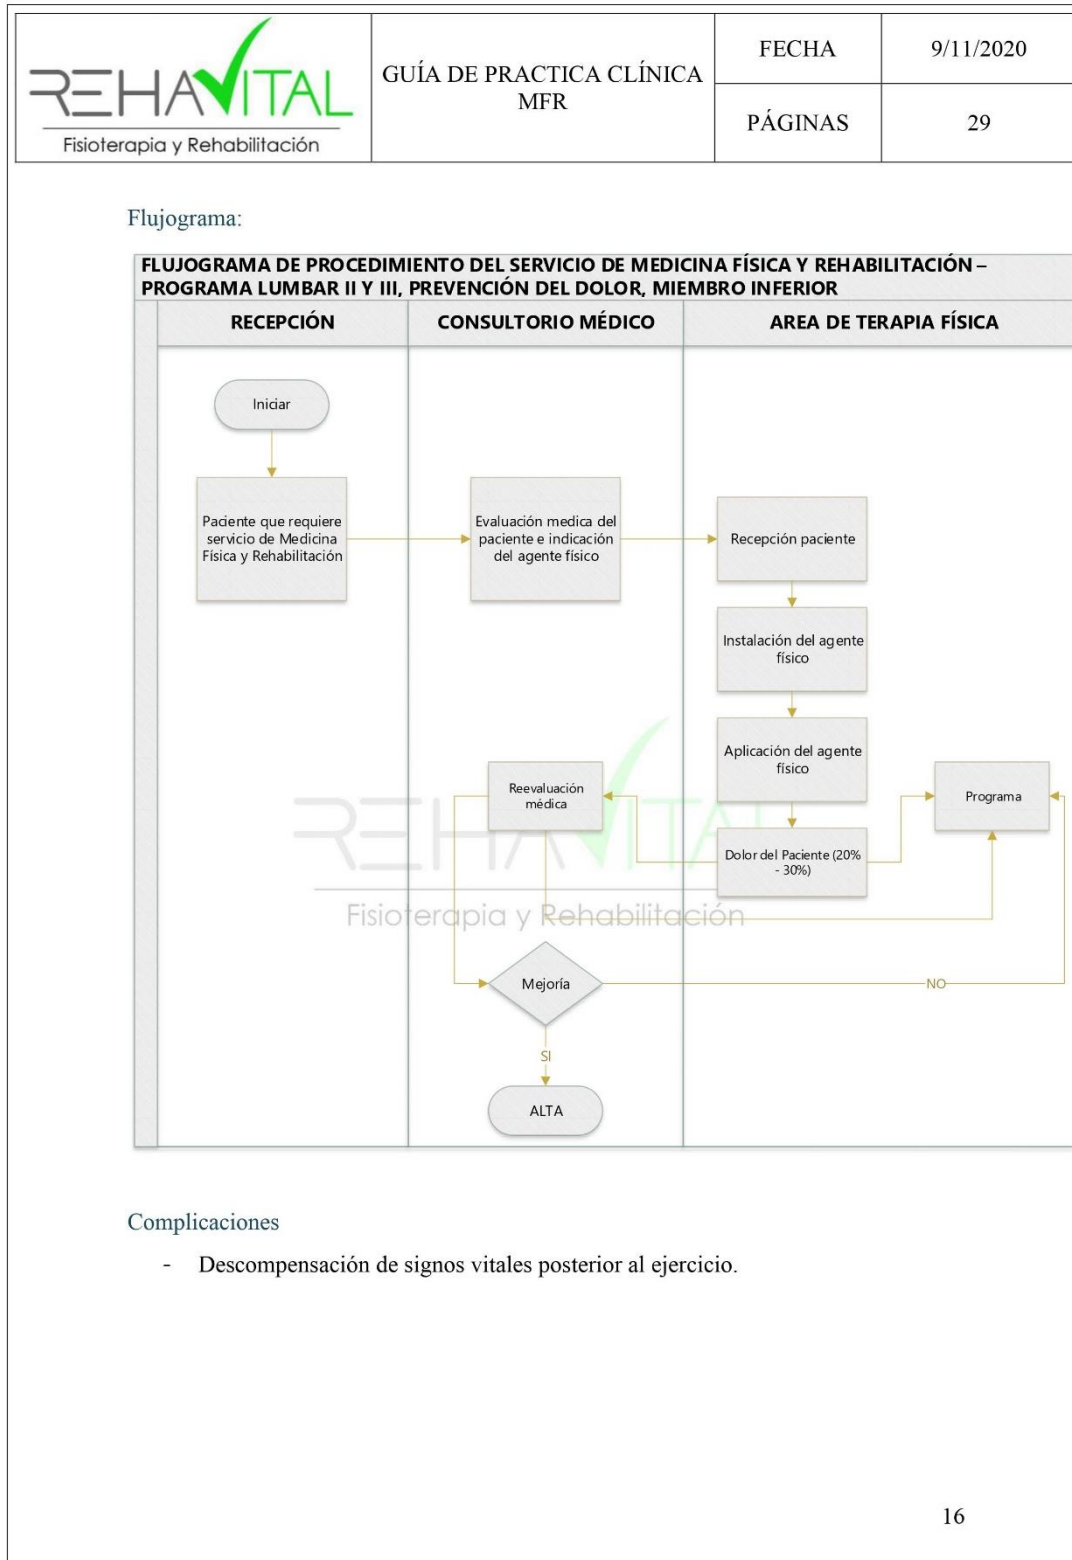 REHAVITAL
Fisioterapia y Rehabilitación
GUÍA DE PRACTICA CLÍNICA
MFR
FECHA
9/11/2020
PÁGINAS
29
Flujograma:
FLUJOGRAMA DE PROCEDIMIENTO DEL SERVICIO DE MEDICINA FÍSICA Y REHABILITACIÓN –
PROGRAMA LUMBAR II Y III, PREVENCIÓN DEL DOLOR, MIEMBRO INFERIOR
RECEPCIÓN
CONSULTORIO MÉDICO
AREA DE TERAPIA FÍSICA
Iniciar
Paciente que requiere
servicio de Medicina
Física y Rehabilitación
Evaluación medica del
paciente e indicación
del agente físico
Recepción paciente
Instalación del agente
físico
Aplicación del agente
físico
Reevaluación
médica
Programa
Dolor del Paciente (20%
- 30%)
REHAVITAL
Fisioterapia y Rehabilitación
Mejoría
NO
SI
ALTA
Complicaciones
- Descompensación de signos vitales posterior al ejercicio.
16